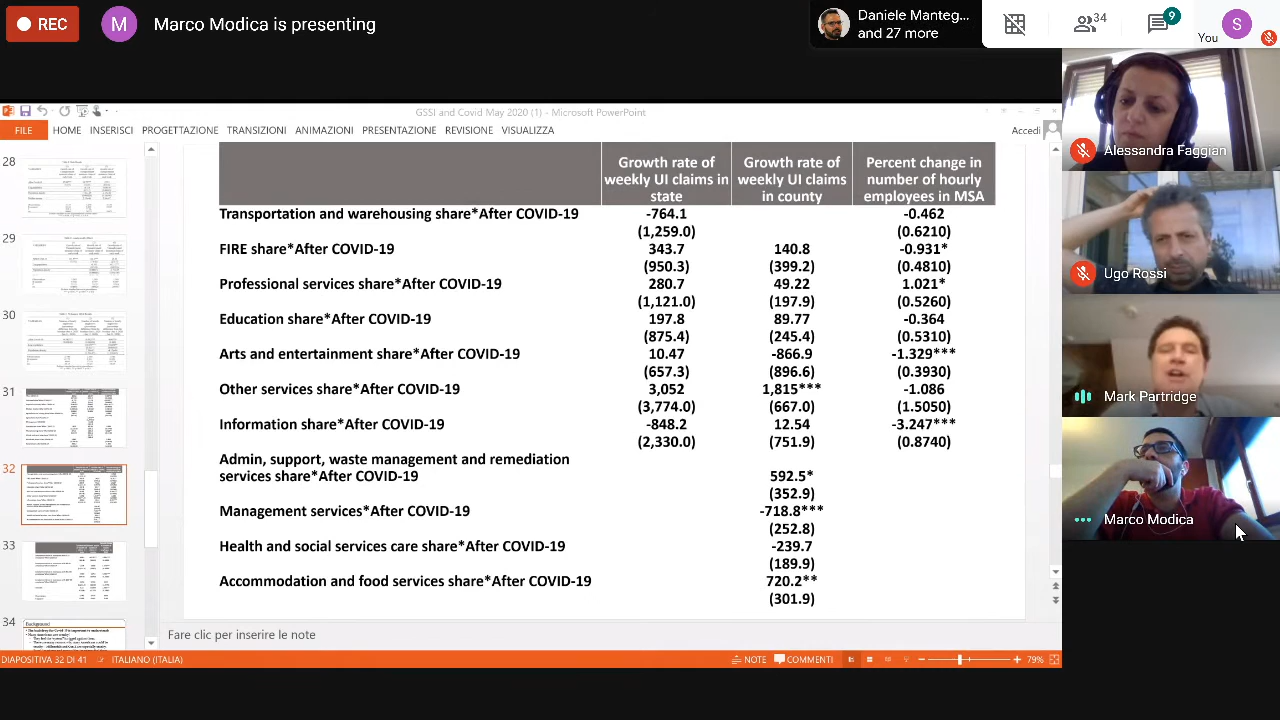 REC
M
Marco Modica is presenting
Daniele Manteg...
and 27 more
34
9
You
S
GSSI and Covid May 2020 (1) - Microsoft PowerPoint
FILE
HOME
INSERISCI
PROGETTAZIONE
TRANSIZIONI
ANIMAZIONI
PRESENTAZIONE
REVISIONE
VISUALIZZA
Accedi
28
29
30
31
32
33
34
Background
Growth rate of weekly UI claims in state
Growth rate of weekly UI claims in county
Percent change in number of hourly employees in MSA
Transportation and warehousing share*After COVID-19 -764.1 -0.462
(1,259.0) (0.6210)
FIRE share*After COVID-19 343.7 -0.931*
(950.3) (0.4810)
Professional services share*After COVID-19 280.7 1.021*
(1,121.0) (197.9) (0.5260)
Education share*After COVID-19 197.8 -0.360
(875.4) (245.4) (0.5310)
Arts and entertainment share*After COVID-19 10.47 -866.9 -1.329***
(657.3) (896.6) (0.3930)
Other services share*After COVID-19 3,052 1,815*** -1.086
(3,774.0) (667.0) (1.5090)
Information share*After COVID-19 -848.2 12.54 -3.247***
(2,330.0) (751.9) (0.8740)
Admin, support, waste management and remediation
services share*After COVID-19 592.5*
(352.9)
Management services*After COVID-19 -718.8***
(252.8)
Health and social services care share*After COVID-19 -239.7
(189.9)
Accommodation and food services share*After COVID-19 720.2**
(301.9)
Fare clic per inserire le note
DIAPOSITIVA 32 DI 41
ITALIANO (ITALIA)
NOTE
COMMENTI
79%
Alessandra Faggian
Ugo Rossi
Mark Partridge
Marco Modica